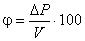 φ = ΔP / V · 100